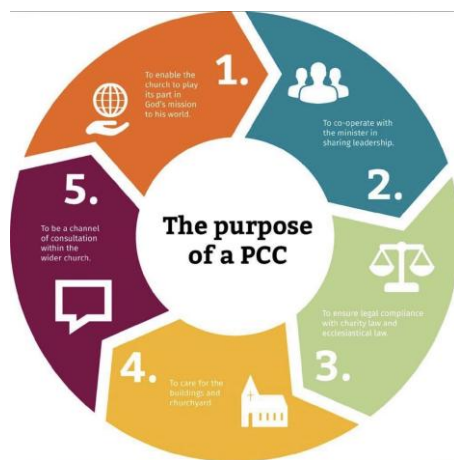 The purpose
of a PCC
1.
To enable the
church to play
its part in
God's mission
to his world.
2.
To co-operate with
the minister in
sharing leadership.
3.
To ensure legal compliance
with charity law and
ecclesiastical law
4.
To care for the
buildings and
churchyard
5.
To be a channel
of consultation
within the
wider church.